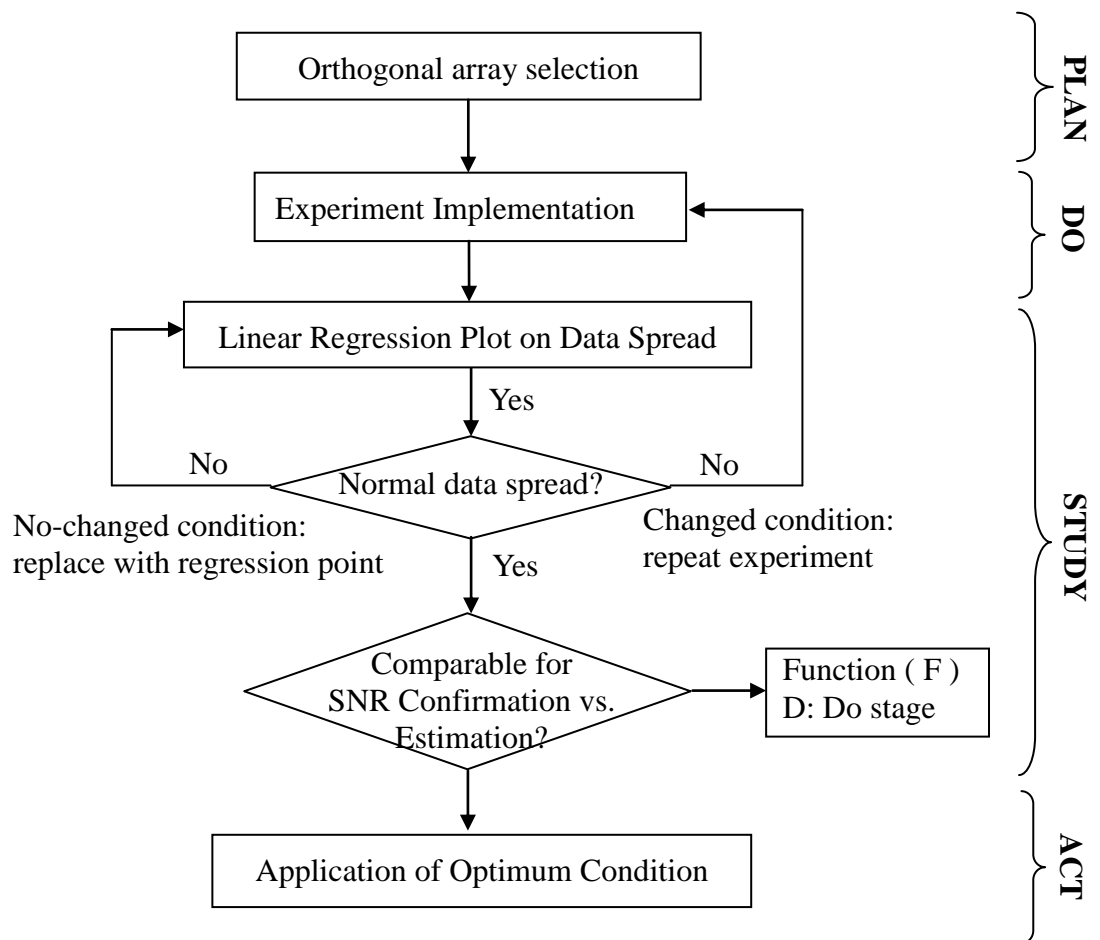 Orthogonal array selection
PLAN
Experiment Implementation
DO
Linear Regression Plot on Data Spread
Yes
No
Normal data spread?
No
No-changed condition:
replace with regression point
Changed condition:
repeat experiment
STUDY
Yes
Comparable for
SNR Confirmation vs.
Estimation?
Function ( F )
D: Do stage
Application of Optimum Condition
ACT